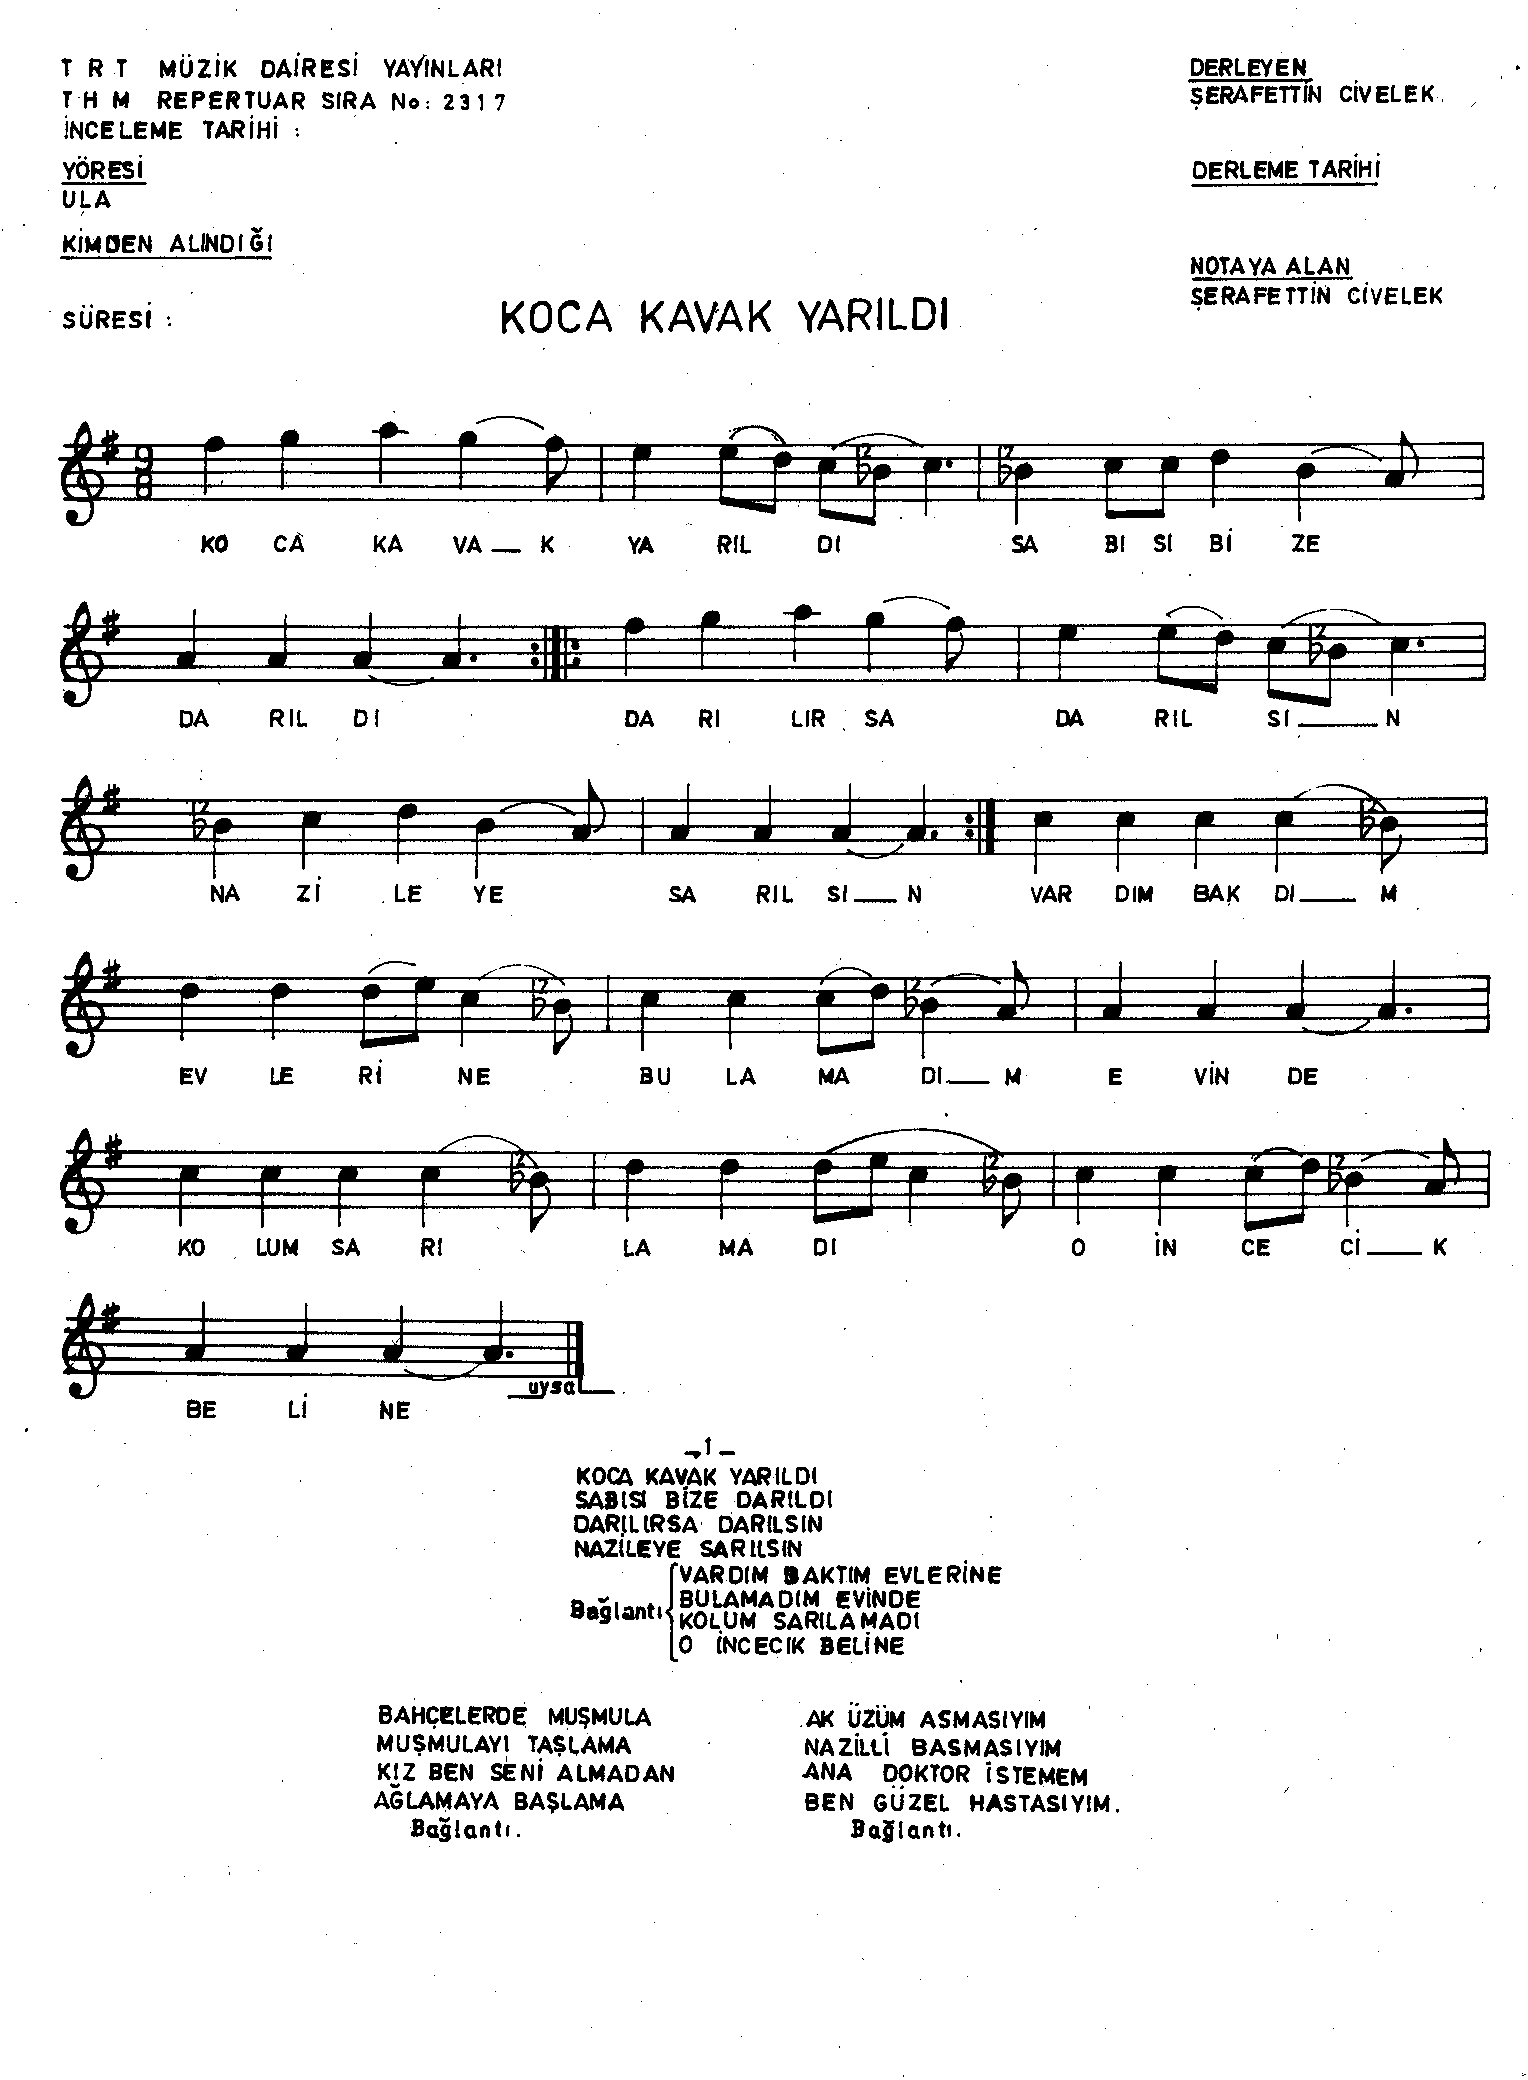 T R T MÜZİK DAİRESİ YAYINLARI
T H M REPERTUAR SIRA No: 2317
İNCELEME TARİHİ :
YÖRESİ
ULA
KİMDEN ALINDIĞI
SÜRESİ :
DERLEYEN
ŞERAFETTİN CİVELEK
DERLEME TARİHİ
NOTAYA ALAN
ŞERAFETTİN CİVELEK
KOCA KAVAK YARILDI
9
8
KO CA KA VA K YA RIL DI SA BI SI Bİ ZE
DA RIL DI DA RI LIR SA DA RIL SI N
NA Zİ LE YE SA RIL SI N VAR DIM BAK DI M
EV LE Rİ NE BU LA MA DI M E VİN DE
KO LUM SA RI LA MA DI O İN CE Cİ K
BE Lİ NE
uysal
_1_
KOCA KAVAK YARILDI
SABISI BİZE DARILDI
DARILIRSA DARILSIN
NAZİLEYE SARILSIN
Bağlantı
VARDIM BAKTIM EVLERİNE
BULAMADIM EVİNDE
KOLUM SARILAMADI
O İNCECIK BELİNE
BAHÇELERDE MUŞMULA
MUŞMULAYI TAŞLAMA
KIZ BEN SENİ ALMADAN
AĞLAMAYA BAŞLAMA
Bağlantı.
AK ÜZÜM ASMASIYIM
NAZİLLİ BASMASIYIM
ANA DOKTOR İSTEMEM
BEN GÜZEL HASTASIYIM.
Bağlantı.